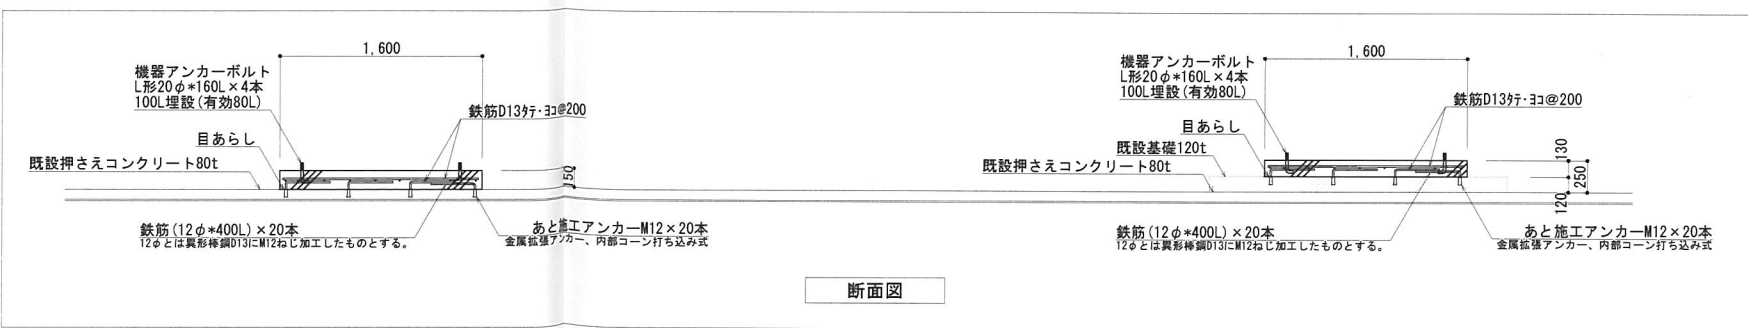 1,600
機器アンカーボルト
L形20φ*160L×4本
100L埋設(有効80L)
鉄筋D13ﾀﾃ･ﾖｺ@200
目あらし
既設押さえコンクリート80t
150
鉄筋(12φ*400L)×20本
12φとは異形棒鋼D13にM12ねじ加工したものとする。
あと施工アンカーM12×20本
金属拡張アンカー、内部コーン打ち込み式
1,600
機器アンカーボルト
L形20φ*160L×4本
100L埋設(有効80L)
鉄筋D13ﾀﾃ･ﾖｺ@200
目あらし
既設基礎120t
既設押さえコンクリート80t
130
250
120
鉄筋(12φ*400L)×20本
12φとは異形棒鋼D13にM12ねじ加工したものとする。
あと施工アンカーM12×20本
金属拡張アンカー、内部コーン打ち込み式
断面図